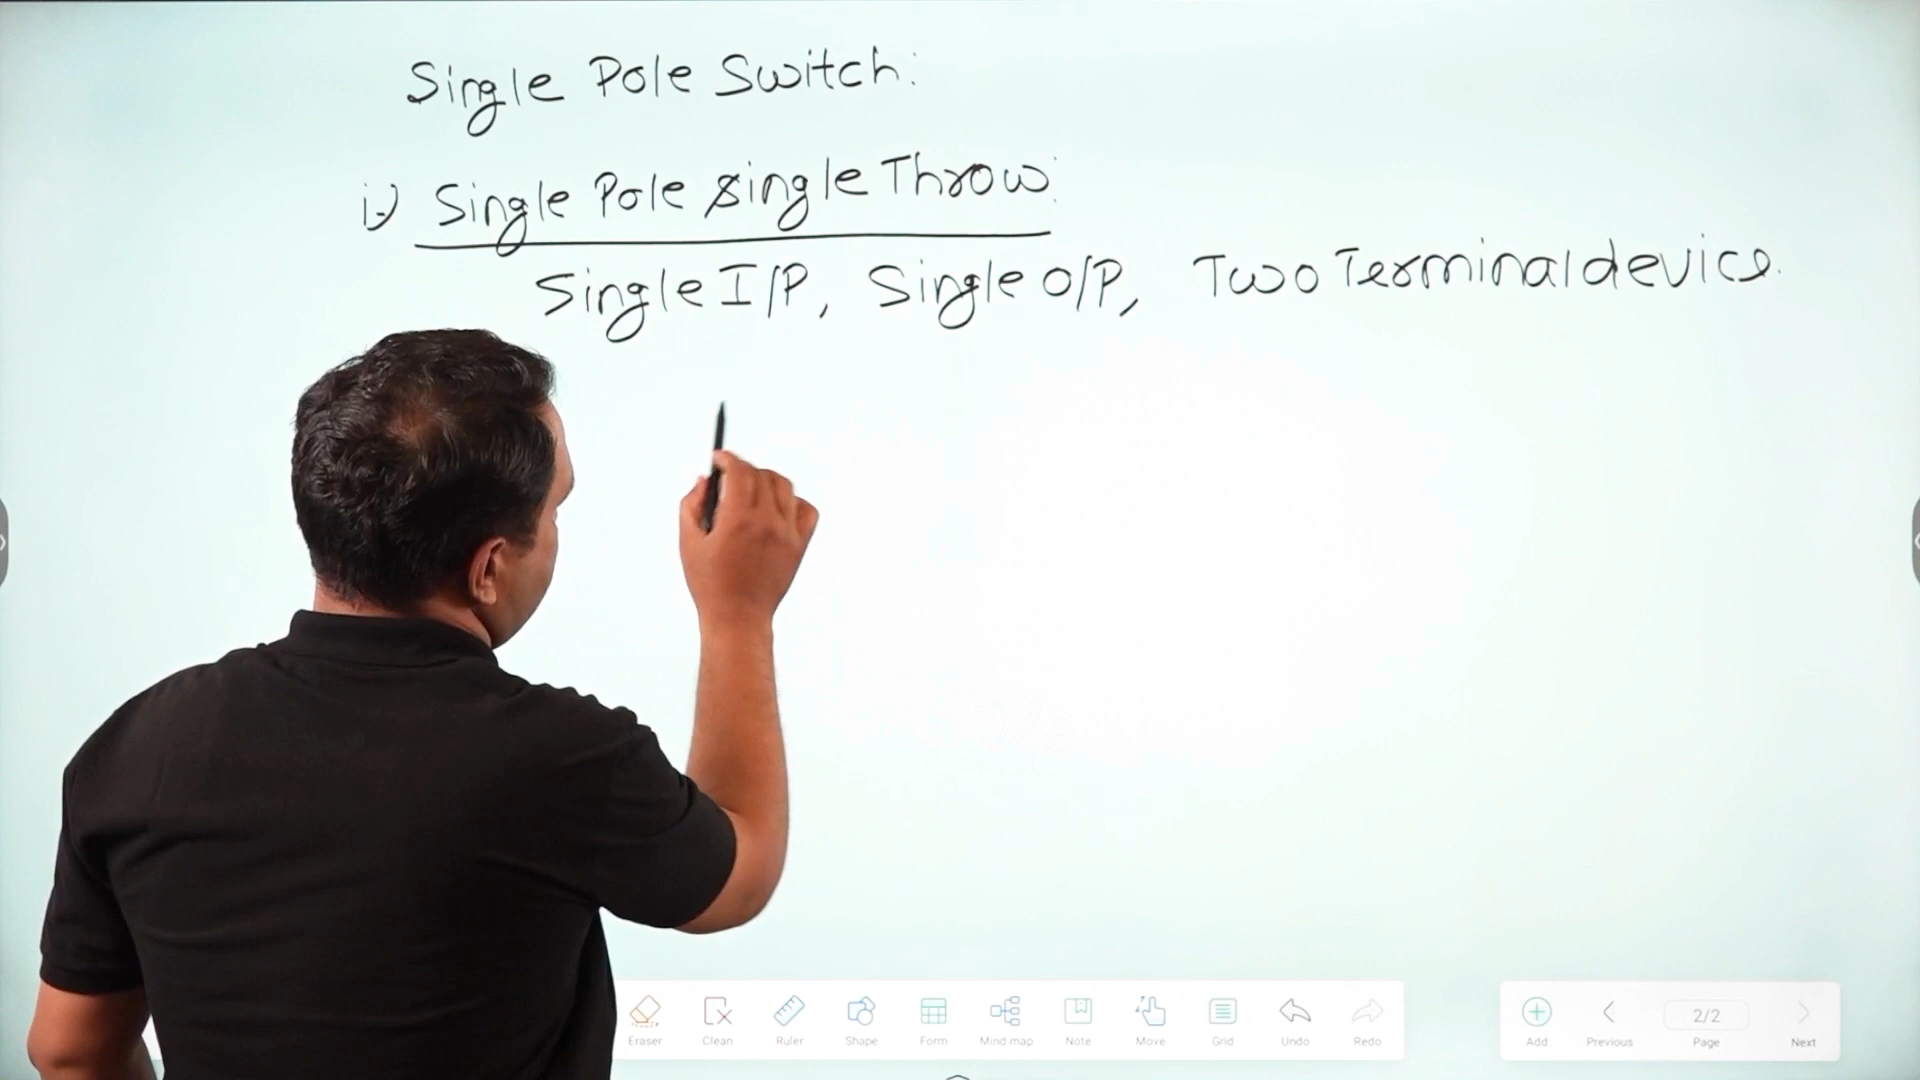 Single Pole Switch:
i) Single Pole Single Throw:
Single I/P, Single O/P, Two Terminal device.
Eraser Clean Ruler Shape Form Mind map Note Move Grid Undo Redo
Add Previous 2/2 Page Next